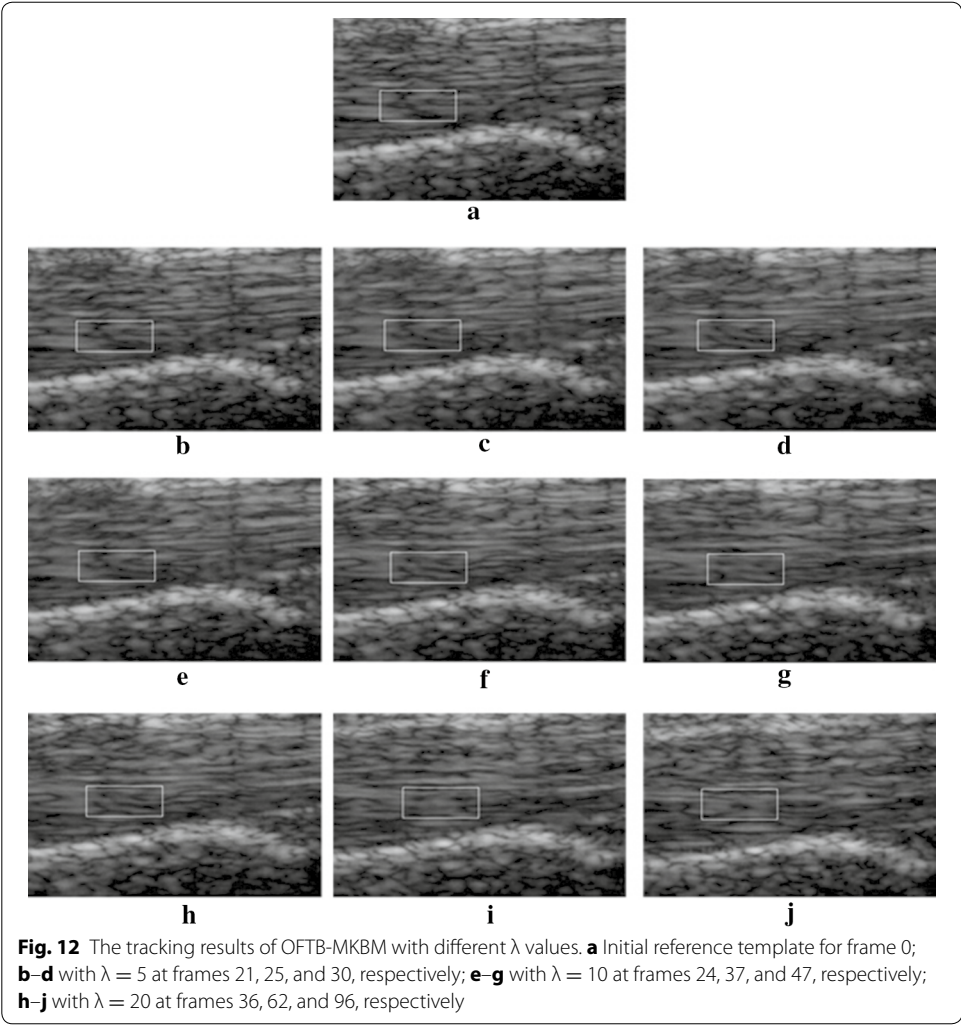 a
b
c
d
e
f
g
h
i
j
Fig. 12 The tracking results of OFTB-MKBM with different λ values. a Initial reference template for frame 0;
b–d with λ = 5 at frames 21, 25, and 30, respectively; e–g with λ = 10 at frames 24, 37, and 47, respectively;
h–j with λ = 20 at frames 36, 62, and 96, respectively